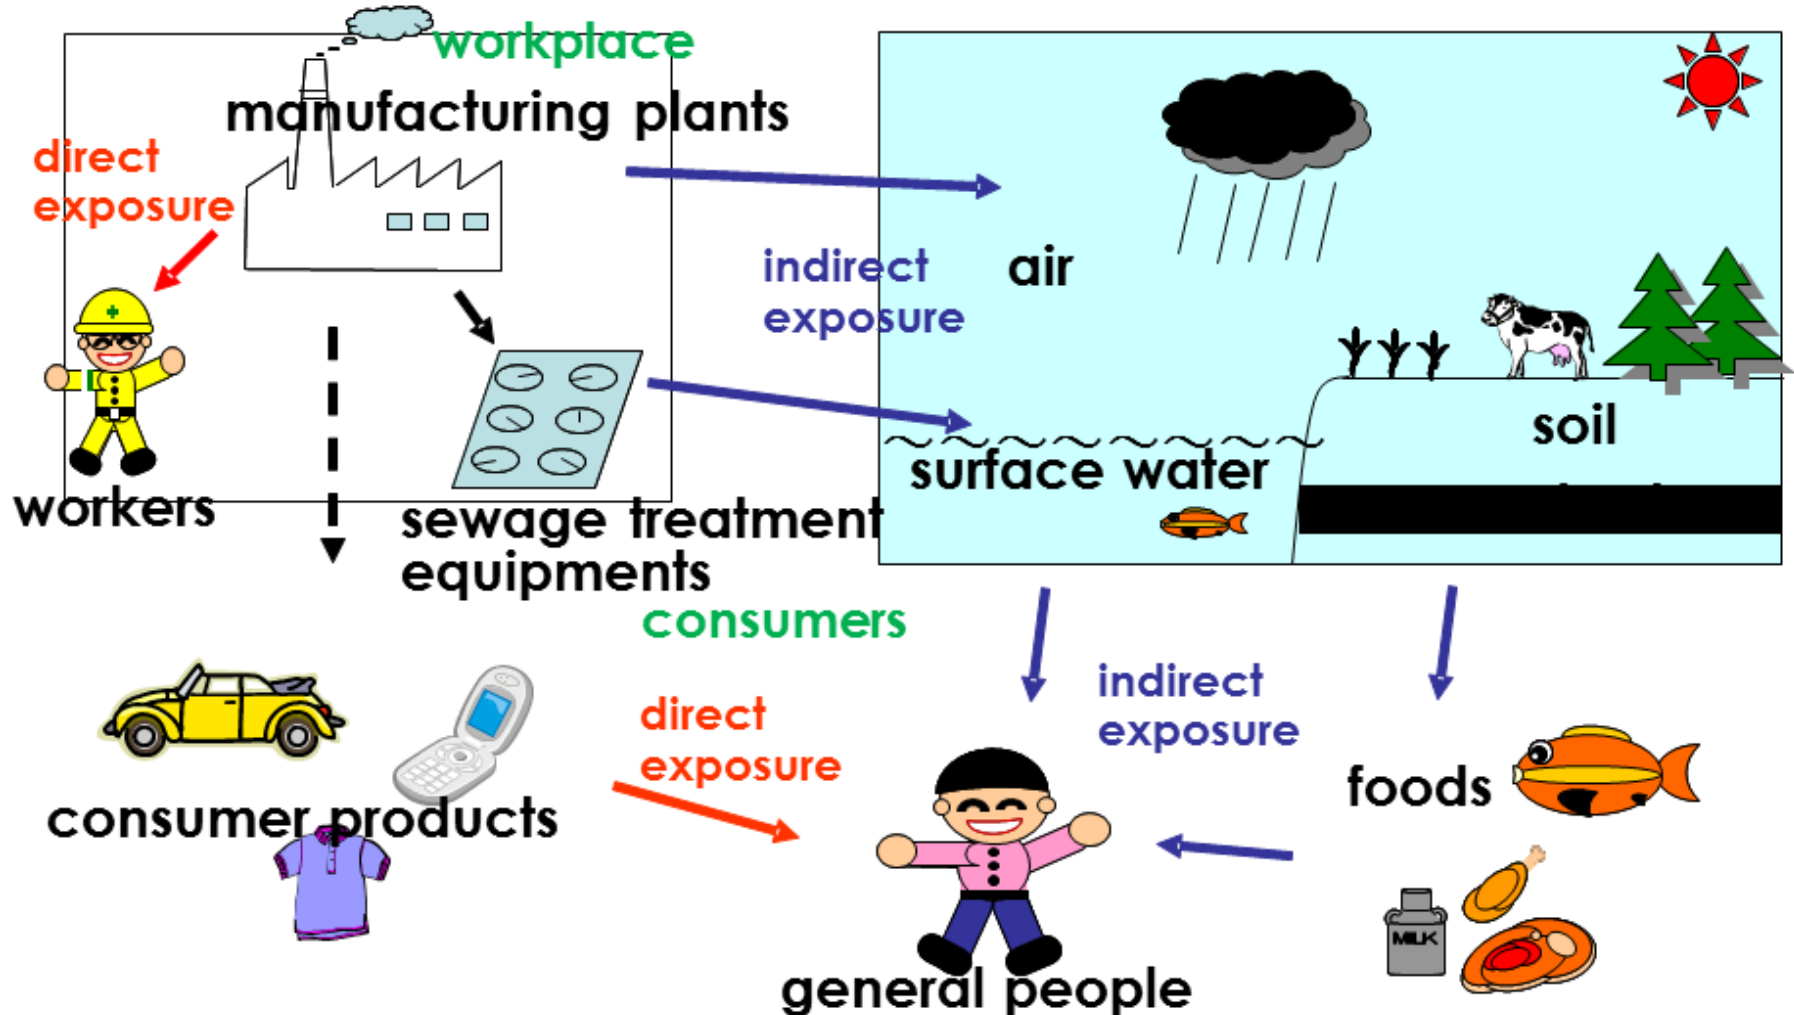 workplace
manufacturing plants
direct
exposure
indirect
exposure
air
workers
sewage treatment
equipments
surface water
soil
consumers
direct
exposure
indirect
exposure
consumer products
foods
MILK
general people